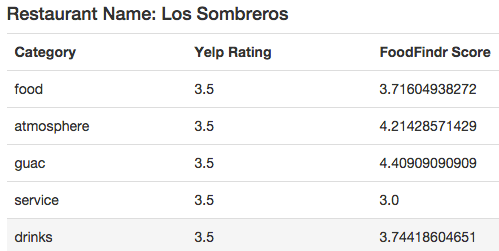 Restaurant Name: Los Sombreros
Category Yelp Rating FoodFindr Score
food 3.5 3.71604938272
atmosphere 3.5 4.21428571429
guac 3.5 4.40909090909
service 3.5 3.0
drinks 3.5 3.74418604651